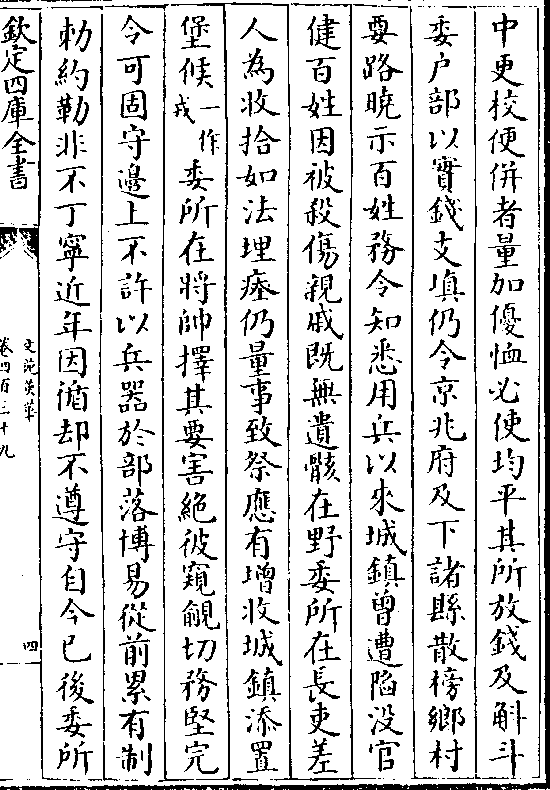 中更校使併者量加優恤必使均平其所放錢及斛斗
委户部以實錢支填仍令京兆府及下諸縣散榜鄉村
要路曉示百姓務令知悉用兵以來城鎮曾遭陷没官
健百姓因被殺傷親戚既無遺骸在野委所在長吏差
人為收拾如法埋瘞仍量事致祭應有增收城鎮添置
堡候一作戎委所在將帥擇其要害絶彼窺覦切務堅完
令可固守邊上不許以兵器於部落博易從前累有制
勅約勒非不丁寧近年因循却不遵守自今已後委所
欽定四庫全書
文苑英華
卷四百二十九
四